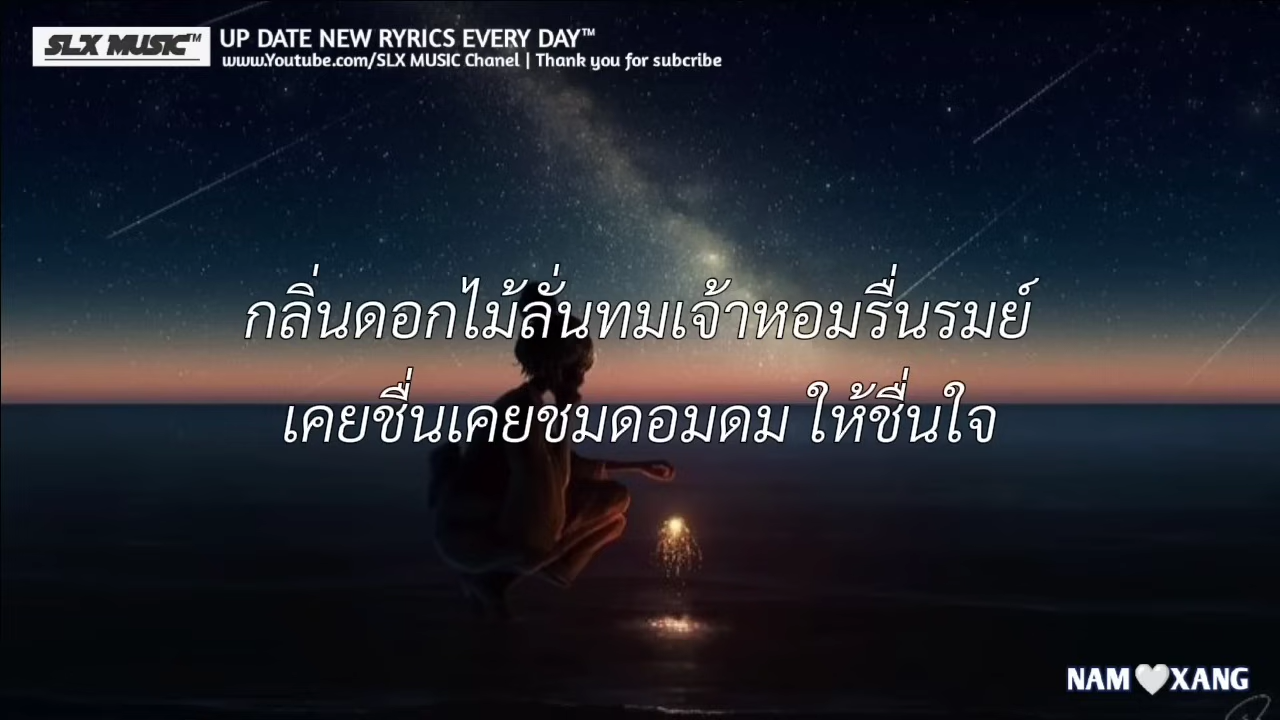 SLX MUSIC™
UP DATE NEW RYRICS EVERY DAY™
www.Youtube.com/SLX MUSIC Chanel | Thank you for subcribe
กลิ่นดอกไม้ลั่นทมเจ้าหอมรื่นรมย์
เคยชื่นเคยชมดอมดม ให้ชื่นใจ
NAM🤍XANG